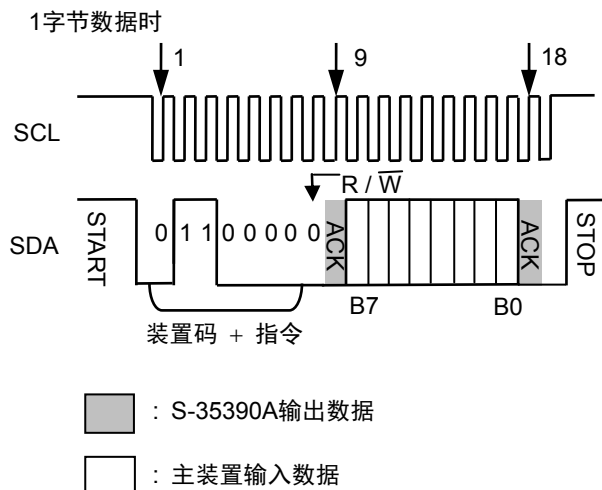 1字节数据时
1 9 18
SCL
R / W
SDA START 0 1 1 0 0 0 0 0 ACK ACK STOP
B7 B0
装置码 + 指令
: S-35390A输出数据
: 主装置输入数据